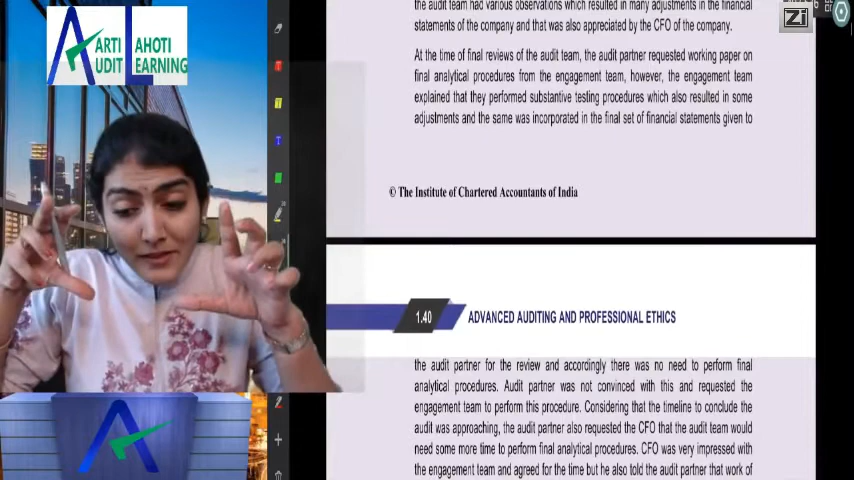 ARTI LAHOTI
AUDIT LEARNING
Zi
the audit team had various observations which resulted in many adjustments in the financial
statements of the company and that was also appreciated by the CFO of the company.
At the time of final reviews of the audit team, the audit partner requested working paper on
final analytical procedures from the engagement team, however, the engagement team
explained that they performed substantive testing procedures which also resulted in some
adjustments and the same was incorporated in the final set of financial statements given to
© The Institute of Chartered Accountants of India
1.40 ADVANCED AUDITING AND PROFESSIONAL ETHICS
the audit partner for the review and accordingly there was no need to perform final
analytical procedures. Audit partner was not convinced with this and requested the
engagement team to perform this procedure. Considering that the timeline to conclude the
audit was approaching, the audit partner also requested the CFO that the audit team would
need some more time to perform final analytical procedures. CFO was very impressed with
the engagement team and agreed for the time but he also told the audit partner that work of